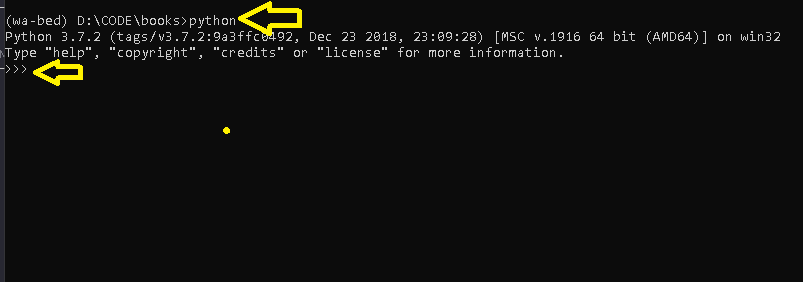 (wa-bed) D:\CODE\books>python
Python 3.7.2 (tags/v3.7.2:9a3ffc0492, Dec 23 2018, 23:09:28) [MSC v.1916 64 bit (AMD64)] on win32
Type "help", "copyright", "credits" or "license" for more information.
>>>